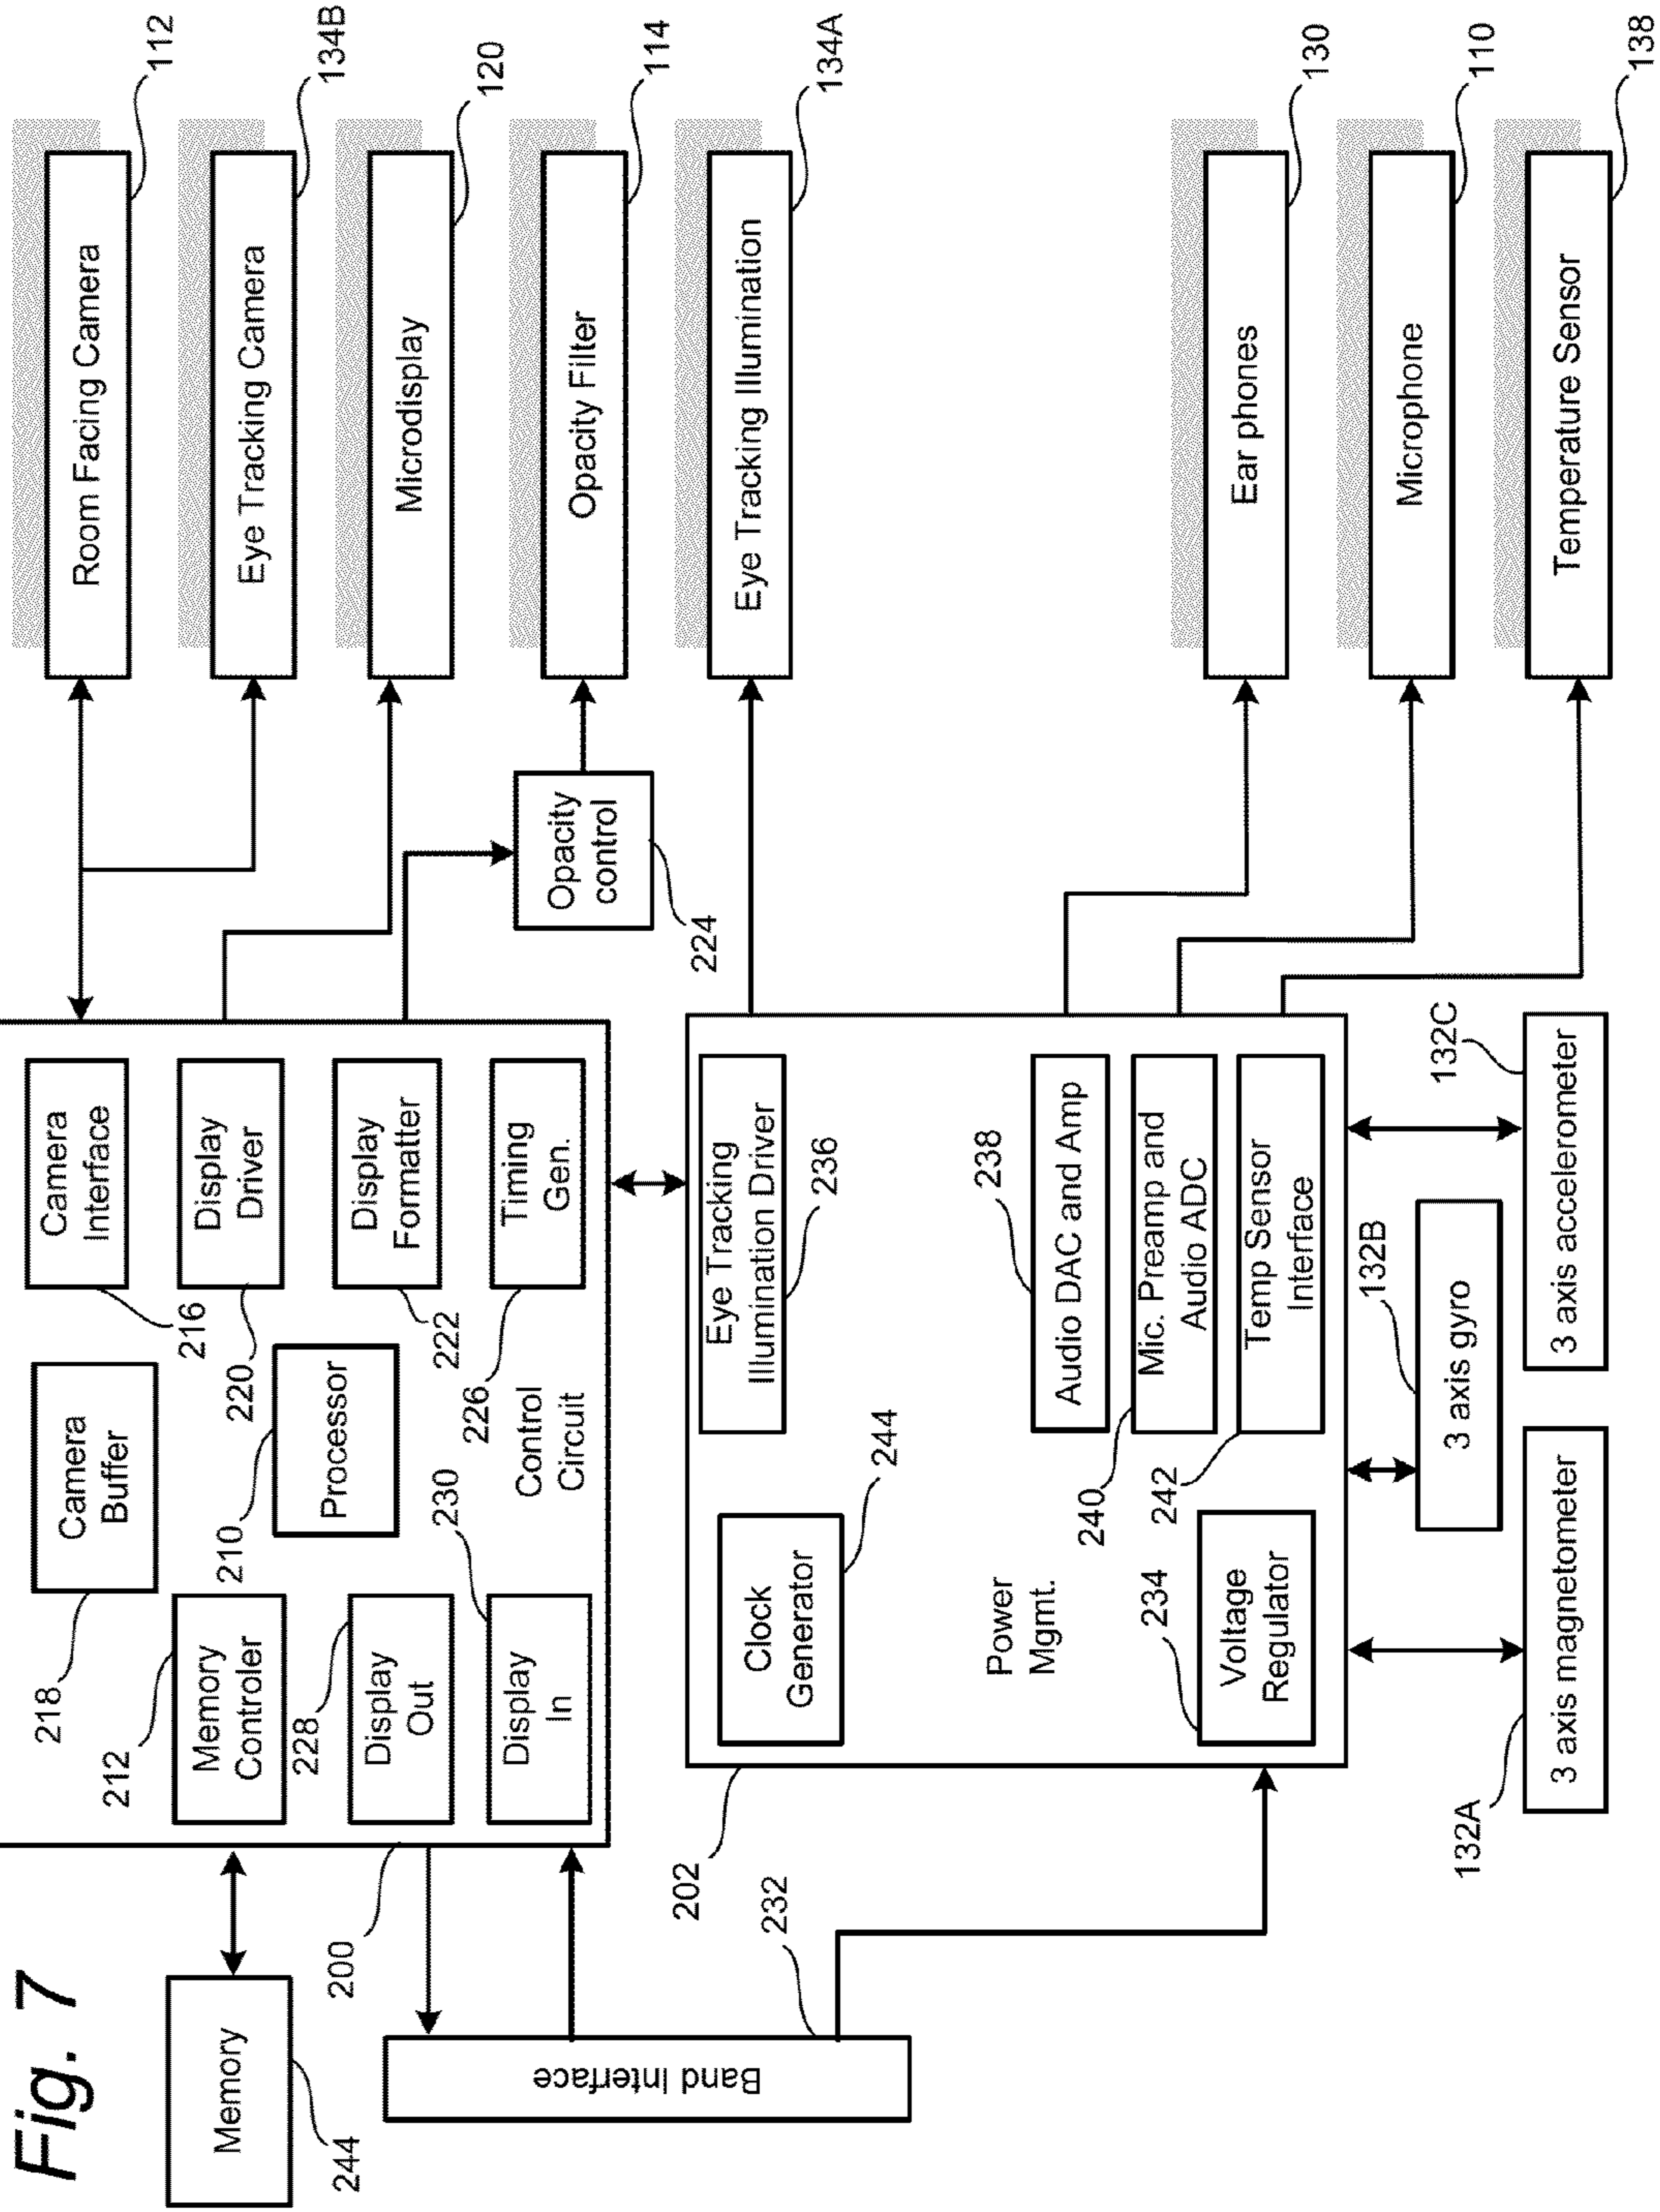 Fig. 7
Room Facing Camera
112
Eye Tracking Camera
134B
Microdisplay
120
Opacity Filter
114
Eye Tracking Illumination
134A
Ear phones
130
Microphone
110
Temperature Sensor
138
Opacity
control
224
Camera
Interface
216
Display
Driver
220
Display
Formatter
222
Timing
Gen.
226
Camera
Buffer
218
Processor
210
Control
Circuit
Memory
Controler
212
Display
Out
228
Display
In
230
200
Memory
244
Band Interface
232
202
Eye Tracking
Illumination Driver
236
Audio DAC and Amp
238
Mic. Preamp and
Audio ADC
240
Temp Sensor
Interface
242
Clock
Generator
244
Power
Mgmt.
Voltage
Regulator
234
3 axis magnetometer
132A
3 axis gyro
132B
3 axis accelerometer
132C